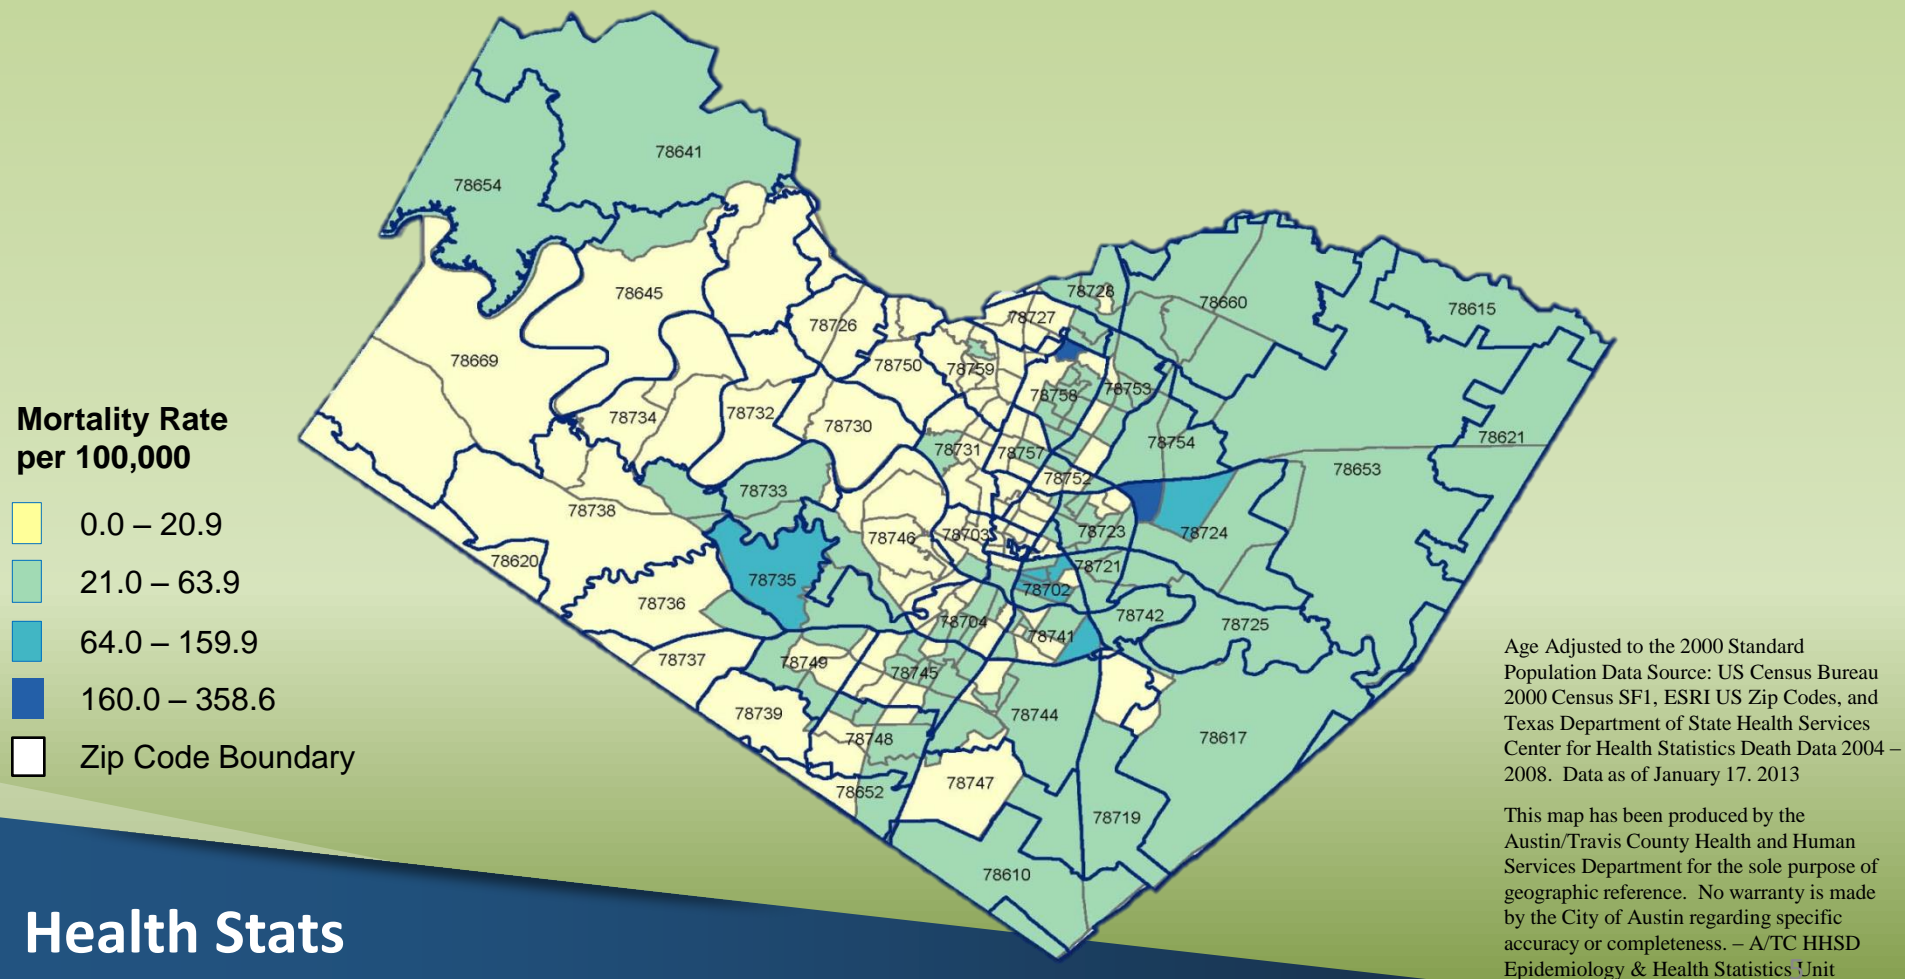 78641
78654
78645
78726
78669
78750
78759
78727
78728
78660
78615
78734
78732
78730
78758
78753
78731
78757
78754
78621
78653
78752
78733
78738
78746
78703
78723
78724
78620
78735
78721
78702
78736
78704
78741
78742
78725
78737
78749
78745
78739
78744
78748
78617
78747
78652
78719
78610
Mortality Rate
per 100,000
0.0 – 20.9
21.0 – 63.9
64.0 – 159.9
160.0 – 358.6
Zip Code Boundary
Age Adjusted to the 2000 Standard
Population Data Source: US Census Bureau
2000 Census SF1, ESRI US Zip Codes, and
Texas Department of State Health Services
Center for Health Statistics Death Data 2004 –
2008. Data as of January 17. 2013
This map has been produced by the
Austin/Travis County Health and Human
Services Department for the sole purpose of
geographic reference. No warranty is made
by the City of Austin regarding specific
accuracy or completeness. – A/TC HHSD
Epidemiology & Health Statistics Unit
Health Stats